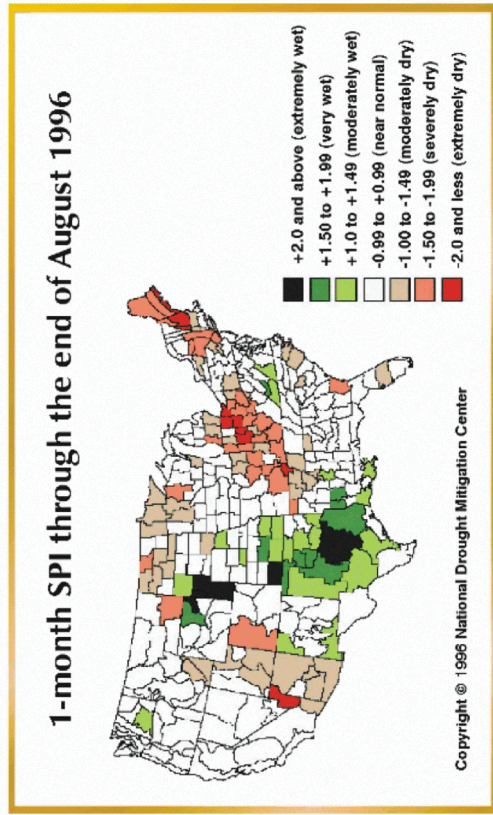 1-month SPI through the end of August 1996
+2.0 and above (extremely wet)
+1.50 to +1.99 (very wet)
+1.0 to +1.49 (moderately wet)
-0.99 to +0.99 (near normal)
-1.00 to -1.49 (moderately dry)
-1.50 to -1.99 (severely dry)
-2.0 and less (extremely dry)
Copyright © 1996 National Drought Mitigation Center